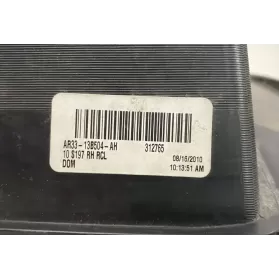 AR33-13B504-AH 312765
10 S197 RH RCL 08/16/2010
DOM 10:13:51 AM